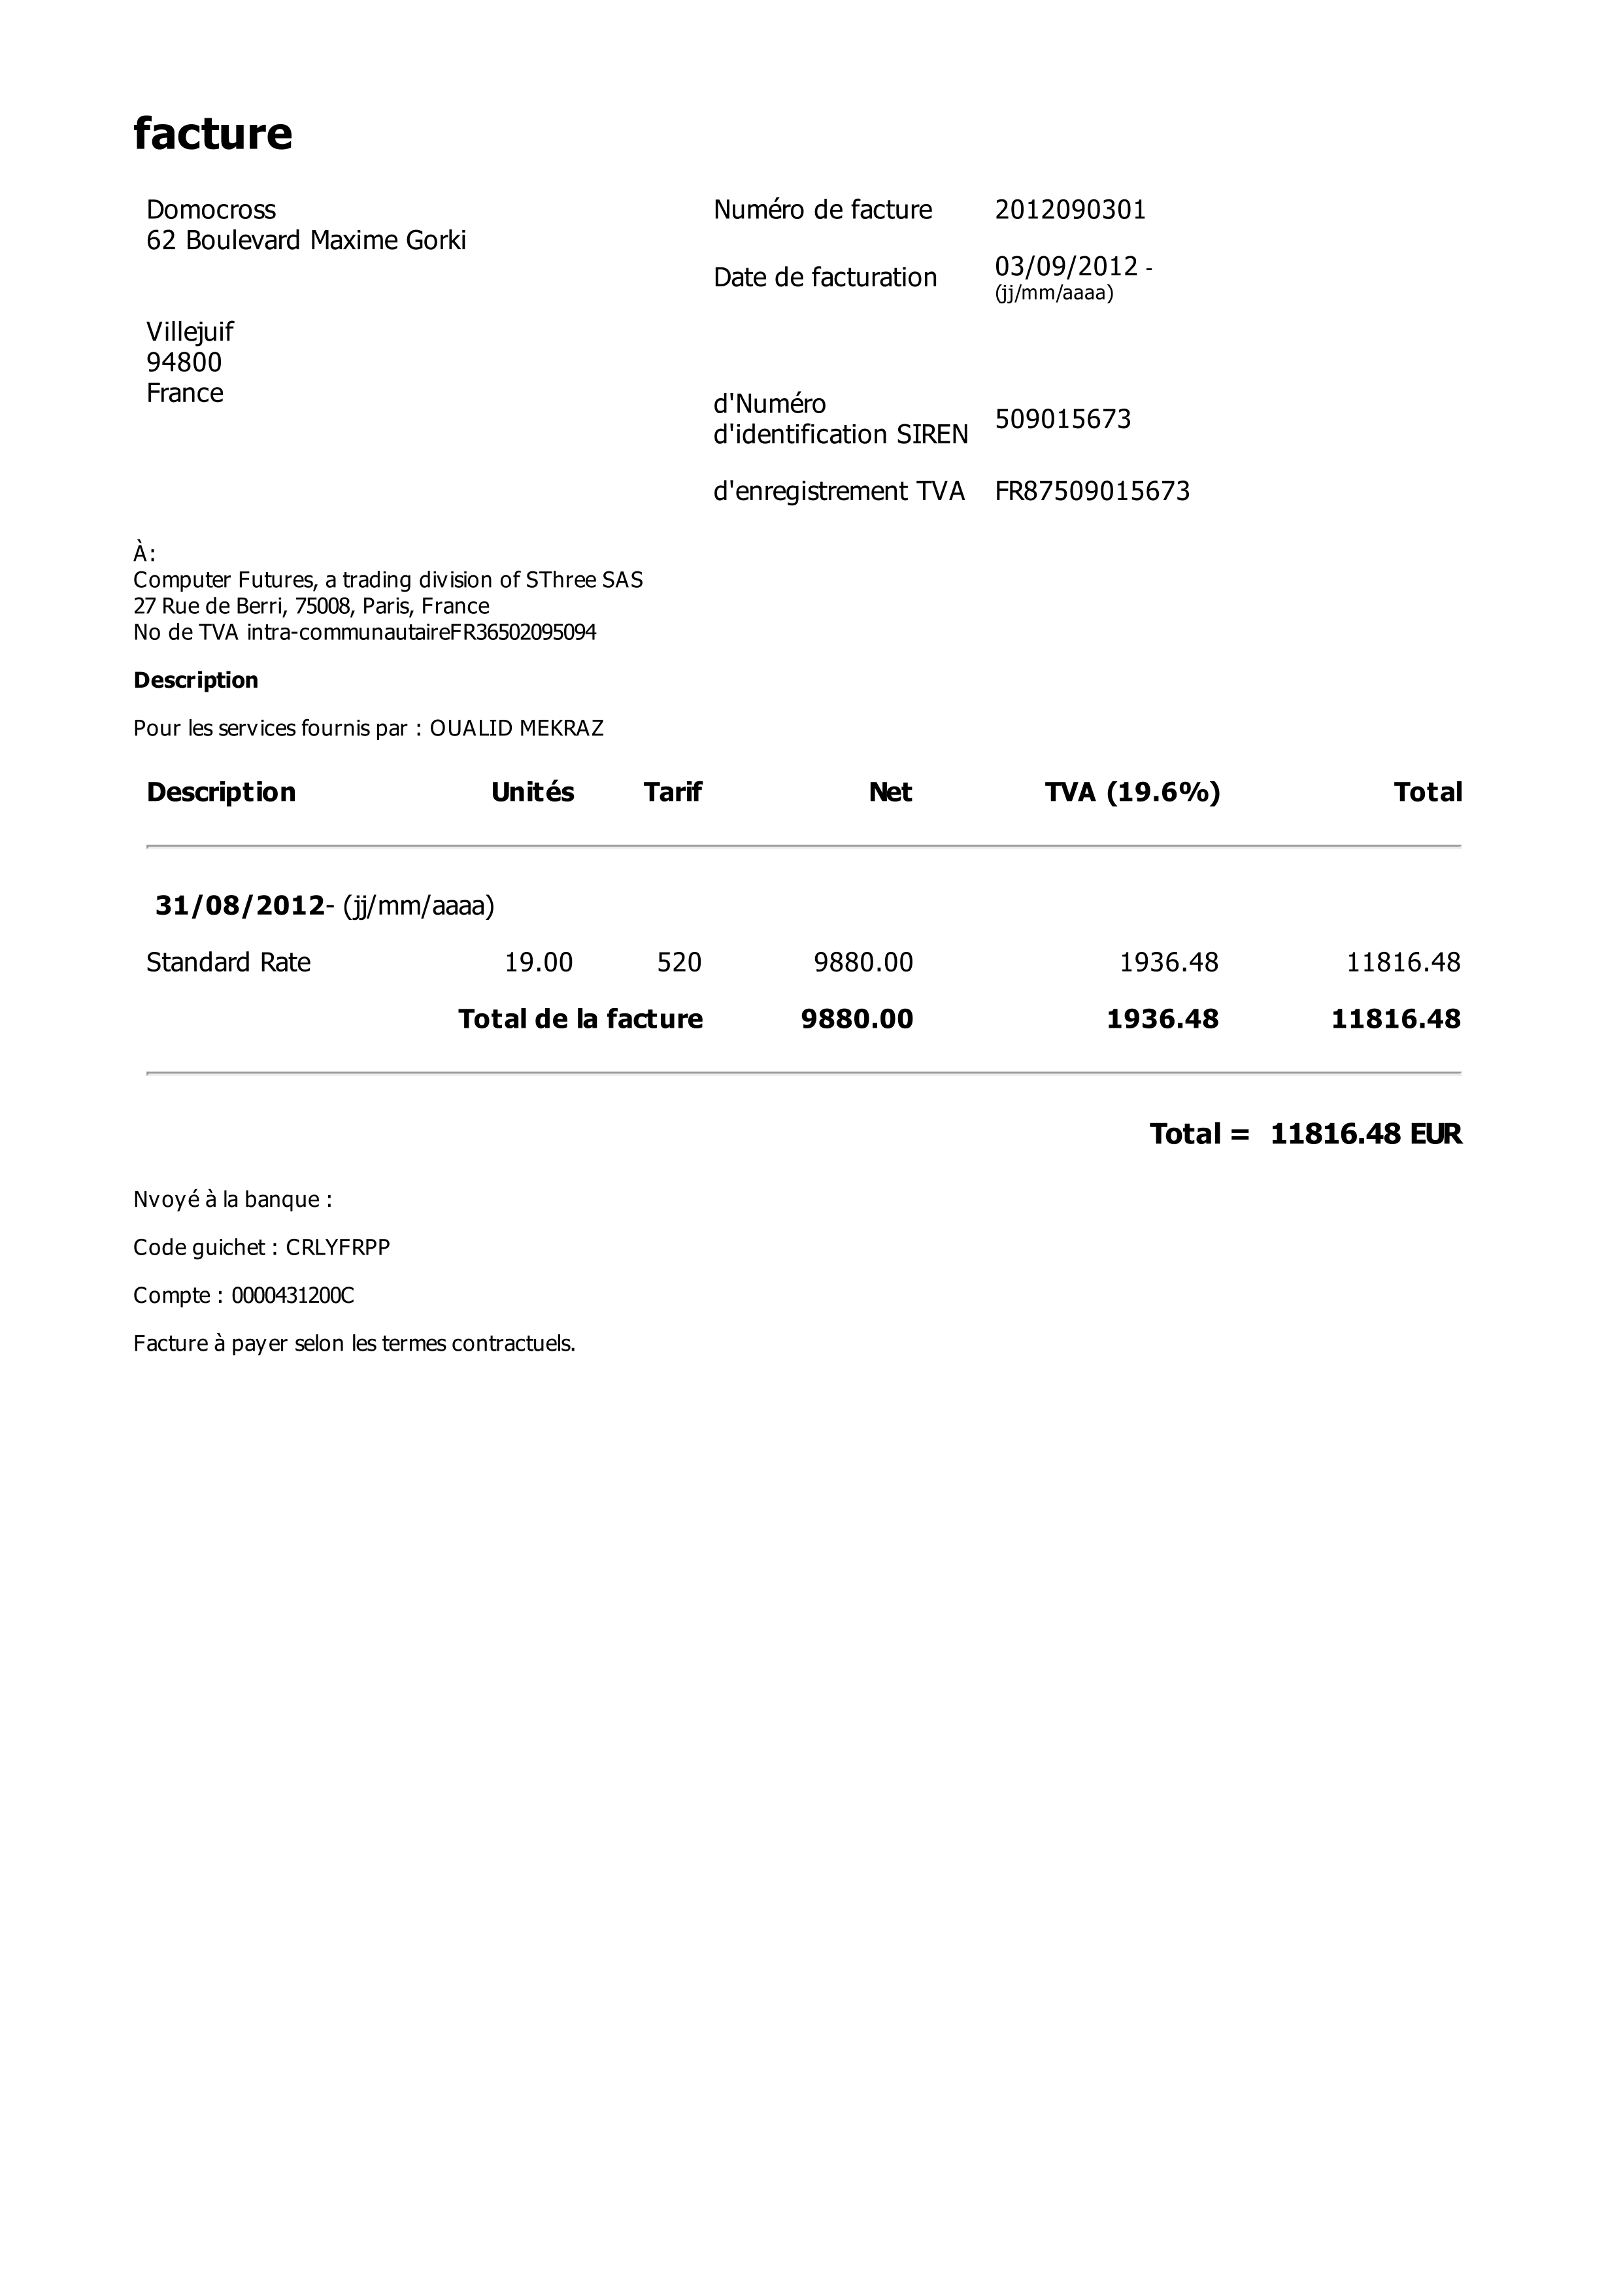 facture
Domocross
62 Boulevard Maxime Gorki
Villejuif
94800
France
Numéro de facture 2012090301
Date de facturation 03/09/2012 -
(jj/mm/aaaa)
d'Numéro
d'identification SIREN 509015673
d'enregistrement TVA FR87509015673
À:
Computer Futures, a trading division of SThree SAS
27 Rue de Berri, 75008, Paris, France
No de TVA intra-communautaireFR36502095094
Description
Pour les services fournis par : OUALID MEKRAZ
Description Unités Tarif Net TVA (19.6%) Total
31/08/2012- (jj/mm/aaaa)
Standard Rate 19.00 520 9880.00 1936.48 11816.48
Total de la facture 9880.00 1936.48 11816.48
Total = 11816.48 EUR
Nvoyé à la banque :
Code guichet : CRLYFRPP
Compte : 0000431200C
Facture à payer selon les termes contractuels.